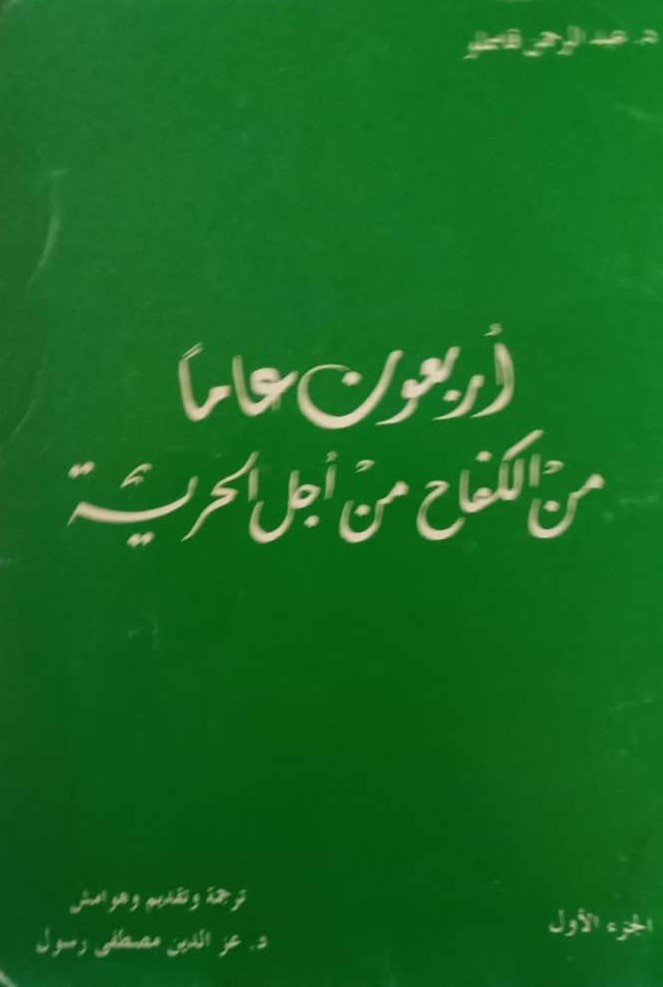 د. عبد الرحمن قاسملو
أربعون عاماً
من الكفاح من أجل الحرية
الجزء الأول
ترجمة وتقديم وهوامش
د. عز الدين مصطفى رسول